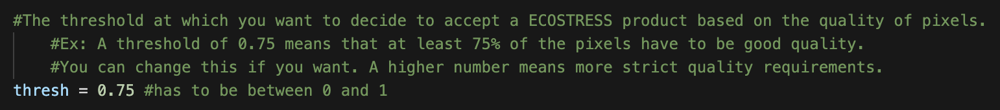 #The threshold at which you want to decide to accept a ECOSTRESS product based on the quality of pixels.
#Ex: A threshold of 0.75 means that at least 75% of the pixels have to be good quality.
#You can change this if you want. A higher number means more strict quality requirements.
thresh = 0.75 #has to be between 0 and 1